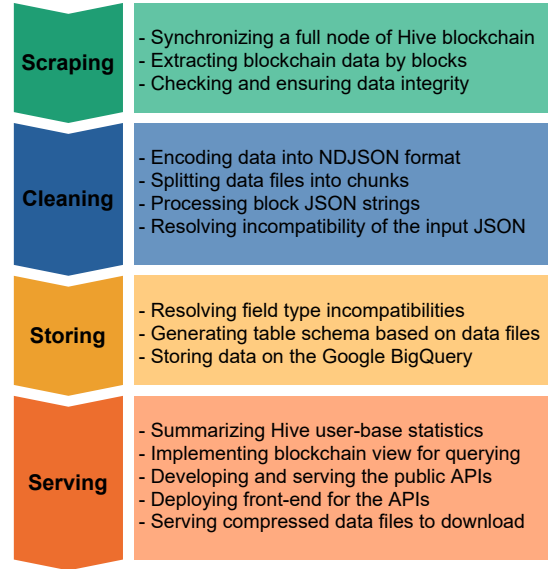 Scraping
- Synchronizing a full node of Hive blockchain
- Extracting blockchain data by blocks
- Checking and ensuring data integrity
Cleaning
- Encoding data into NDJSON format
- Splitting data files into chunks
- Processing block JSON strings
- Resolving incompatibility of the input JSON
Storing
- Resolving field type incompatibilities
- Generating table schema based on data files
- Storing data on the Google BigQuery
Serving
- Summarizing Hive user-base statistics
- Implementing blockchain view for querying
- Developing and serving the public APIs
- Deploying front-end for the APIs
- Serving compressed data files to download